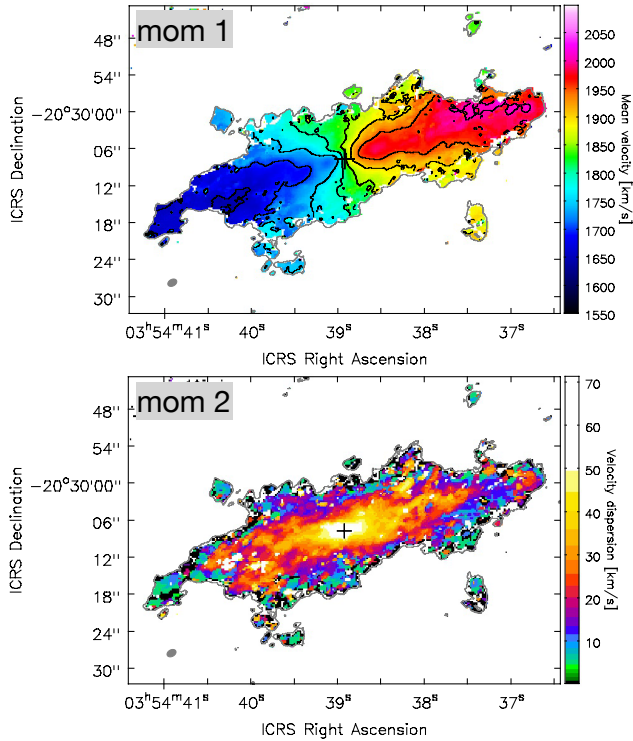 mom 1
48"
54"
−20°30'00"
06"
12"
18"
24"
30"
ICRS Declination
03ʰ54ᵐ41ˢ
40ˢ
39ˢ
38ˢ
37ˢ
ICRS Right Ascension
2050
2000
1950
1900
1850
1800
1750
1700
1650
1600
1550
Mean velocity [km/s]
mom 2
48"
54"
−20°30'00"
06"
12"
18"
24"
30"
ICRS Declination
03ʰ54ᵐ41ˢ
40ˢ
39ˢ
38ˢ
37ˢ
ICRS Right Ascension
70
60
50
40
30
20
10
Velocity dispersion [km/s]